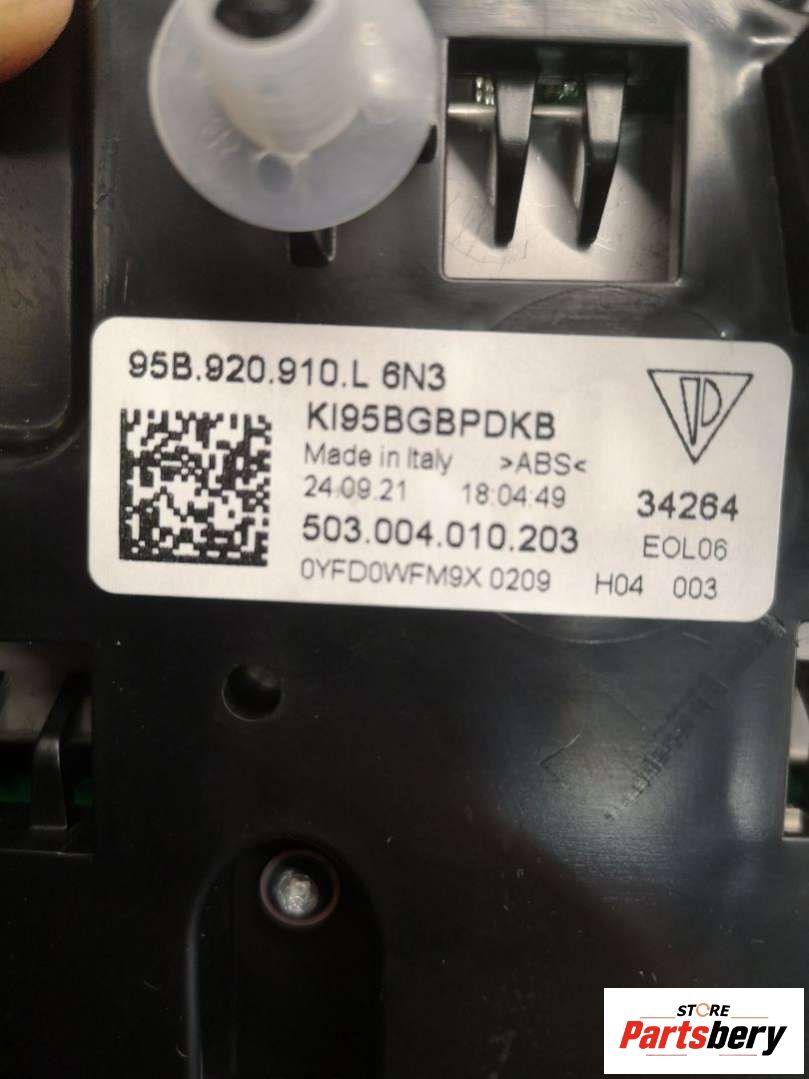 95B.920.910.L 6N3
KI95BGBPDKB
Made in Italy >ABS<
24.09.21 18:04:49 34264
503.004.010.203 EOL06
0YFD0WFM9X 0209 H04 003
STORE
Partsbery